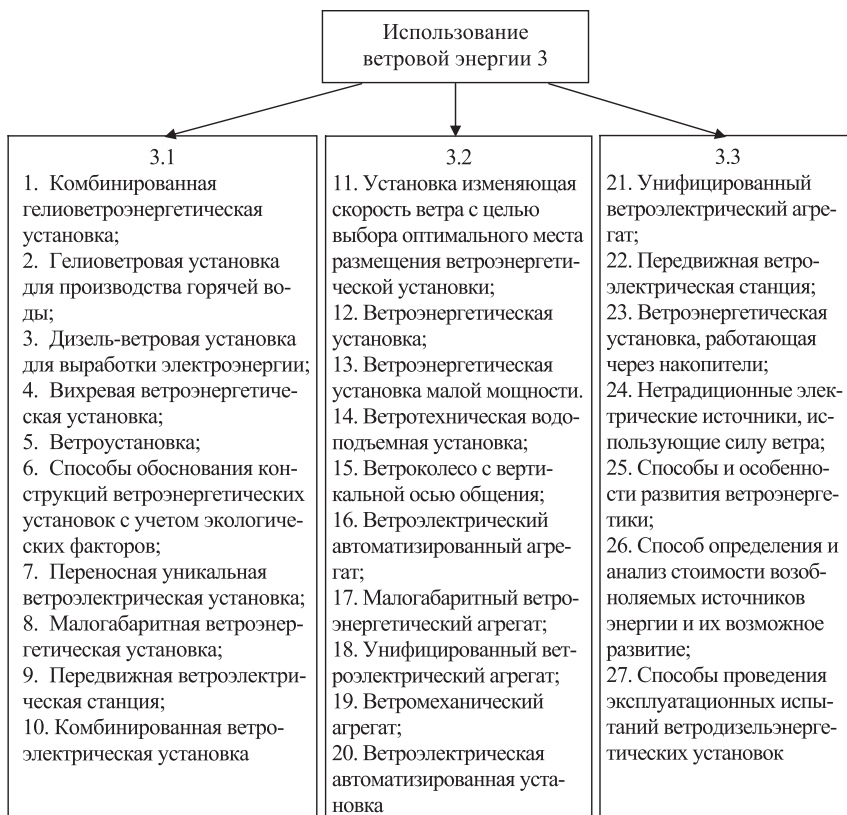 Использование
ветровой энергии 3
3.1
1. Комбинированная
гелиоветроэнергетическая
установка;
2. Гелиоветровая установка
для производства горячей во-
ды;
3. Дизель-ветровая установка
для выработки электроэнергии;
4. Вихревая ветроэнергетиче-
ская установка;
5. Ветроустановка;
6. Способы обоснования кон-
струкций ветроэнергетических
установок с учетом экологиче-
ских факторов;
7. Переносная уникальная
ветроэлектрическая установка;
8. Малогабаритная ветроэнер-
гетическая установка;
9. Передвижная ветроэлектри-
ческая станция;
10. Комбинированная ветро-
электрическая установка
3.2
11. Установка изменяющая
скорость ветра с целью
выбора оптимального места
размещения ветроэнергети-
ческой установки;
12. Ветроэнергетическая
установка;
13. Ветроэнергетическая
установка малой мощности.
14. Ветротехническая водо-
подъемная установка;
15. Ветроколесо с верти-
кальной осью общения;
16. Ветроэлектрический
автоматизированный агре-
гат;
17. Малогабаритный ветро-
энергетический агрегат;
18. Унифицированный вет-
роэлектрический агрегат;
19. Ветромеханический
агрегат;
20. Ветроэлектрическая
автоматизированная уста-
новка
3.3
21. Унифицированный
ветроэлектрический агре-
гат;
22. Передвижная ветро-
электрическая станция;
23. Ветроэнергетическая
установка, работающая
через накопители;
24. Нетрадиционные элек-
трические источники, ис-
пользующие силу ветра;
25. Способы и особенно-
сти развития ветроэнерге-
тики;
26. Способ определения и
анализ стоимости возоб-
ноляемых источников
энергии и их возможное
развитие;
27. Способы проведения
эксплуатационных испы-
таний ветродизельэнерге-
тических установок